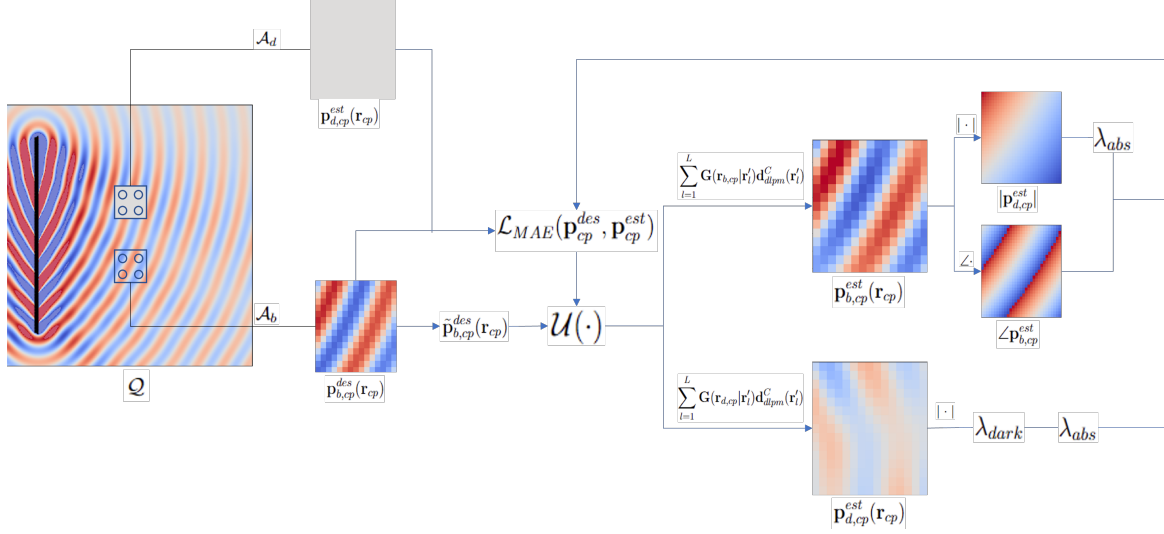 𝒜_d
p^{est}_{d,cp}(r_{cp})
𝒬
𝒜_b
p^{des}_{b,cp}(r_{cp})
p̃^{des}_{b,cp}(r_{cp})
ℒ_{MAE}(p^{des}_{cp}, p^{est}_{cp})
𝒰(·)
∑_{l=1}^{L} G(r_{b,cp}|r'_l)d^C_{dlpm}(r'_l)
p^{est}_{b,cp}(r_{cp})
|·|
|p^{est}_{d,cp}|
λ_{abs}
∠·
∠p^{est}_{b,cp}
∑_{l=1}^{L} G(r_{d,cp}|r'_l)d^C_{dlpm}(r'_l)
p^{est}_{d,cp}(r_{cp})
|·|
λ_{dark}
λ_{abs}